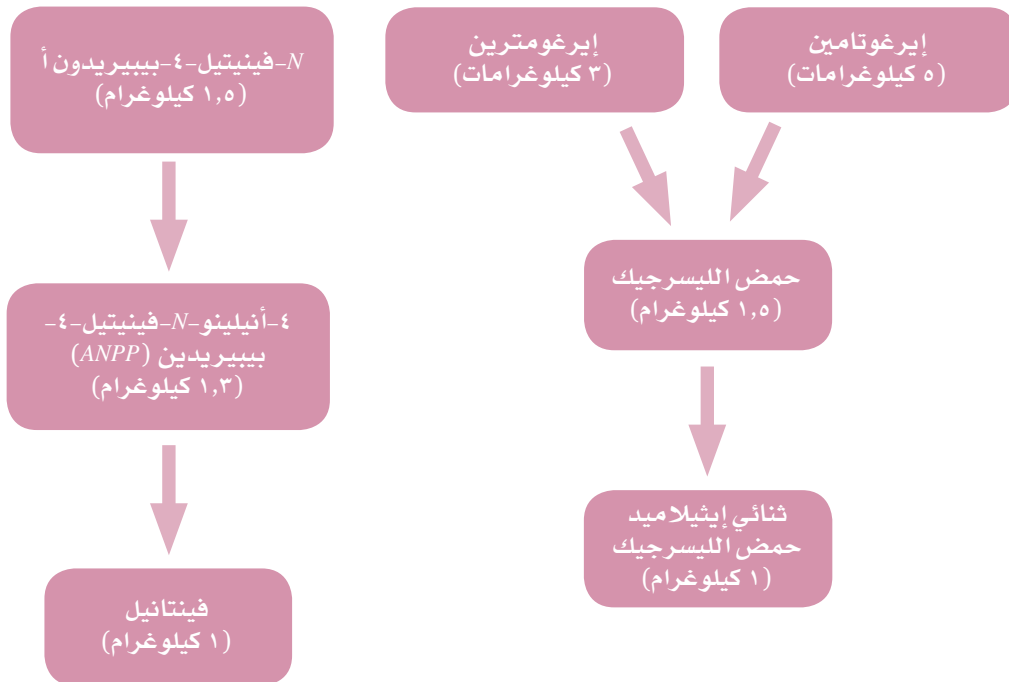 إيرغوتامين
(٥ كيلوغرامات)
إيرغومترين
(٣ كيلوغرامات)
حمض الليسرجيك
(١,٥ كيلوغرام)
ثنائي إيثيلاميد
حمض الليسرجيك
(١ كيلوغرام)
N-فينيتيل-٤-بيبيريدون أ
(١,٥ كيلوغرام)
٤-أنيلينو-N-فينيتيل-٤-
بيبيريدين (ANPP)
(١,٣ كيلوغرام)
فينتانيل
(١ كيلوغرام)